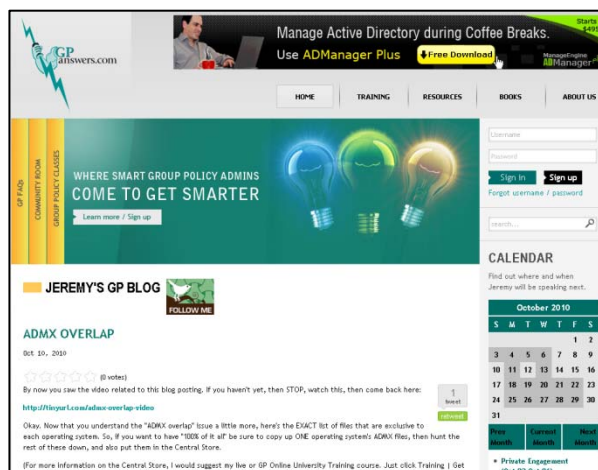 GP
answers.com
Manage Active Directory during Coffee Breaks.
Use ADManager Plus
Free Download
Starts
$495
ManageEngine
ADManager
HOME
TRAINING
RESOURCES
BOOKS
ABOUT US
GP FAQs
COMMUNITY ROOM
GROUP POLICY CLASSES
WHERE SMART GROUP POLICY ADMINS
COME TO GET SMARTER
Learn more / Sign up
Username
Password
Sign In
Sign up
Forgot username / password
search...
CALENDAR
Find out where and when
Jeremy will be speaking next.
October 2010
S M T W T F S
1 2
3 4 5 6 7 8 9
10 11 12 13 14 15 16
17 18 19 20 21 22 23
24 25 26 27 28 29 30
31
Prev Month
Current Month
Next Month
Private Engagement
JEREMY'S GP BLOG
FOLLOW ME
ADMX OVERLAP
Oct 10, 2010
(0 votes)
By now you saw the video related to this blog posting. If you haven't yet, then STOP, watch this, then come back here:
1
tweet
retweet
http://tinyurl.com/admx-overlap-video
Okay. Now that you understand the "ADMX overlap" issue a little more, here's the EXACT list of files that are exclusive to
each operating system. So, if you want to have "100% of it all" be sure to copy up ONE operating system's ADMX files, then hunt the
rest of these down, and also put them in the Central Store.
(For more information on the Central Store, I would suggest my live or GP Online University Training course. Just click Training | Get